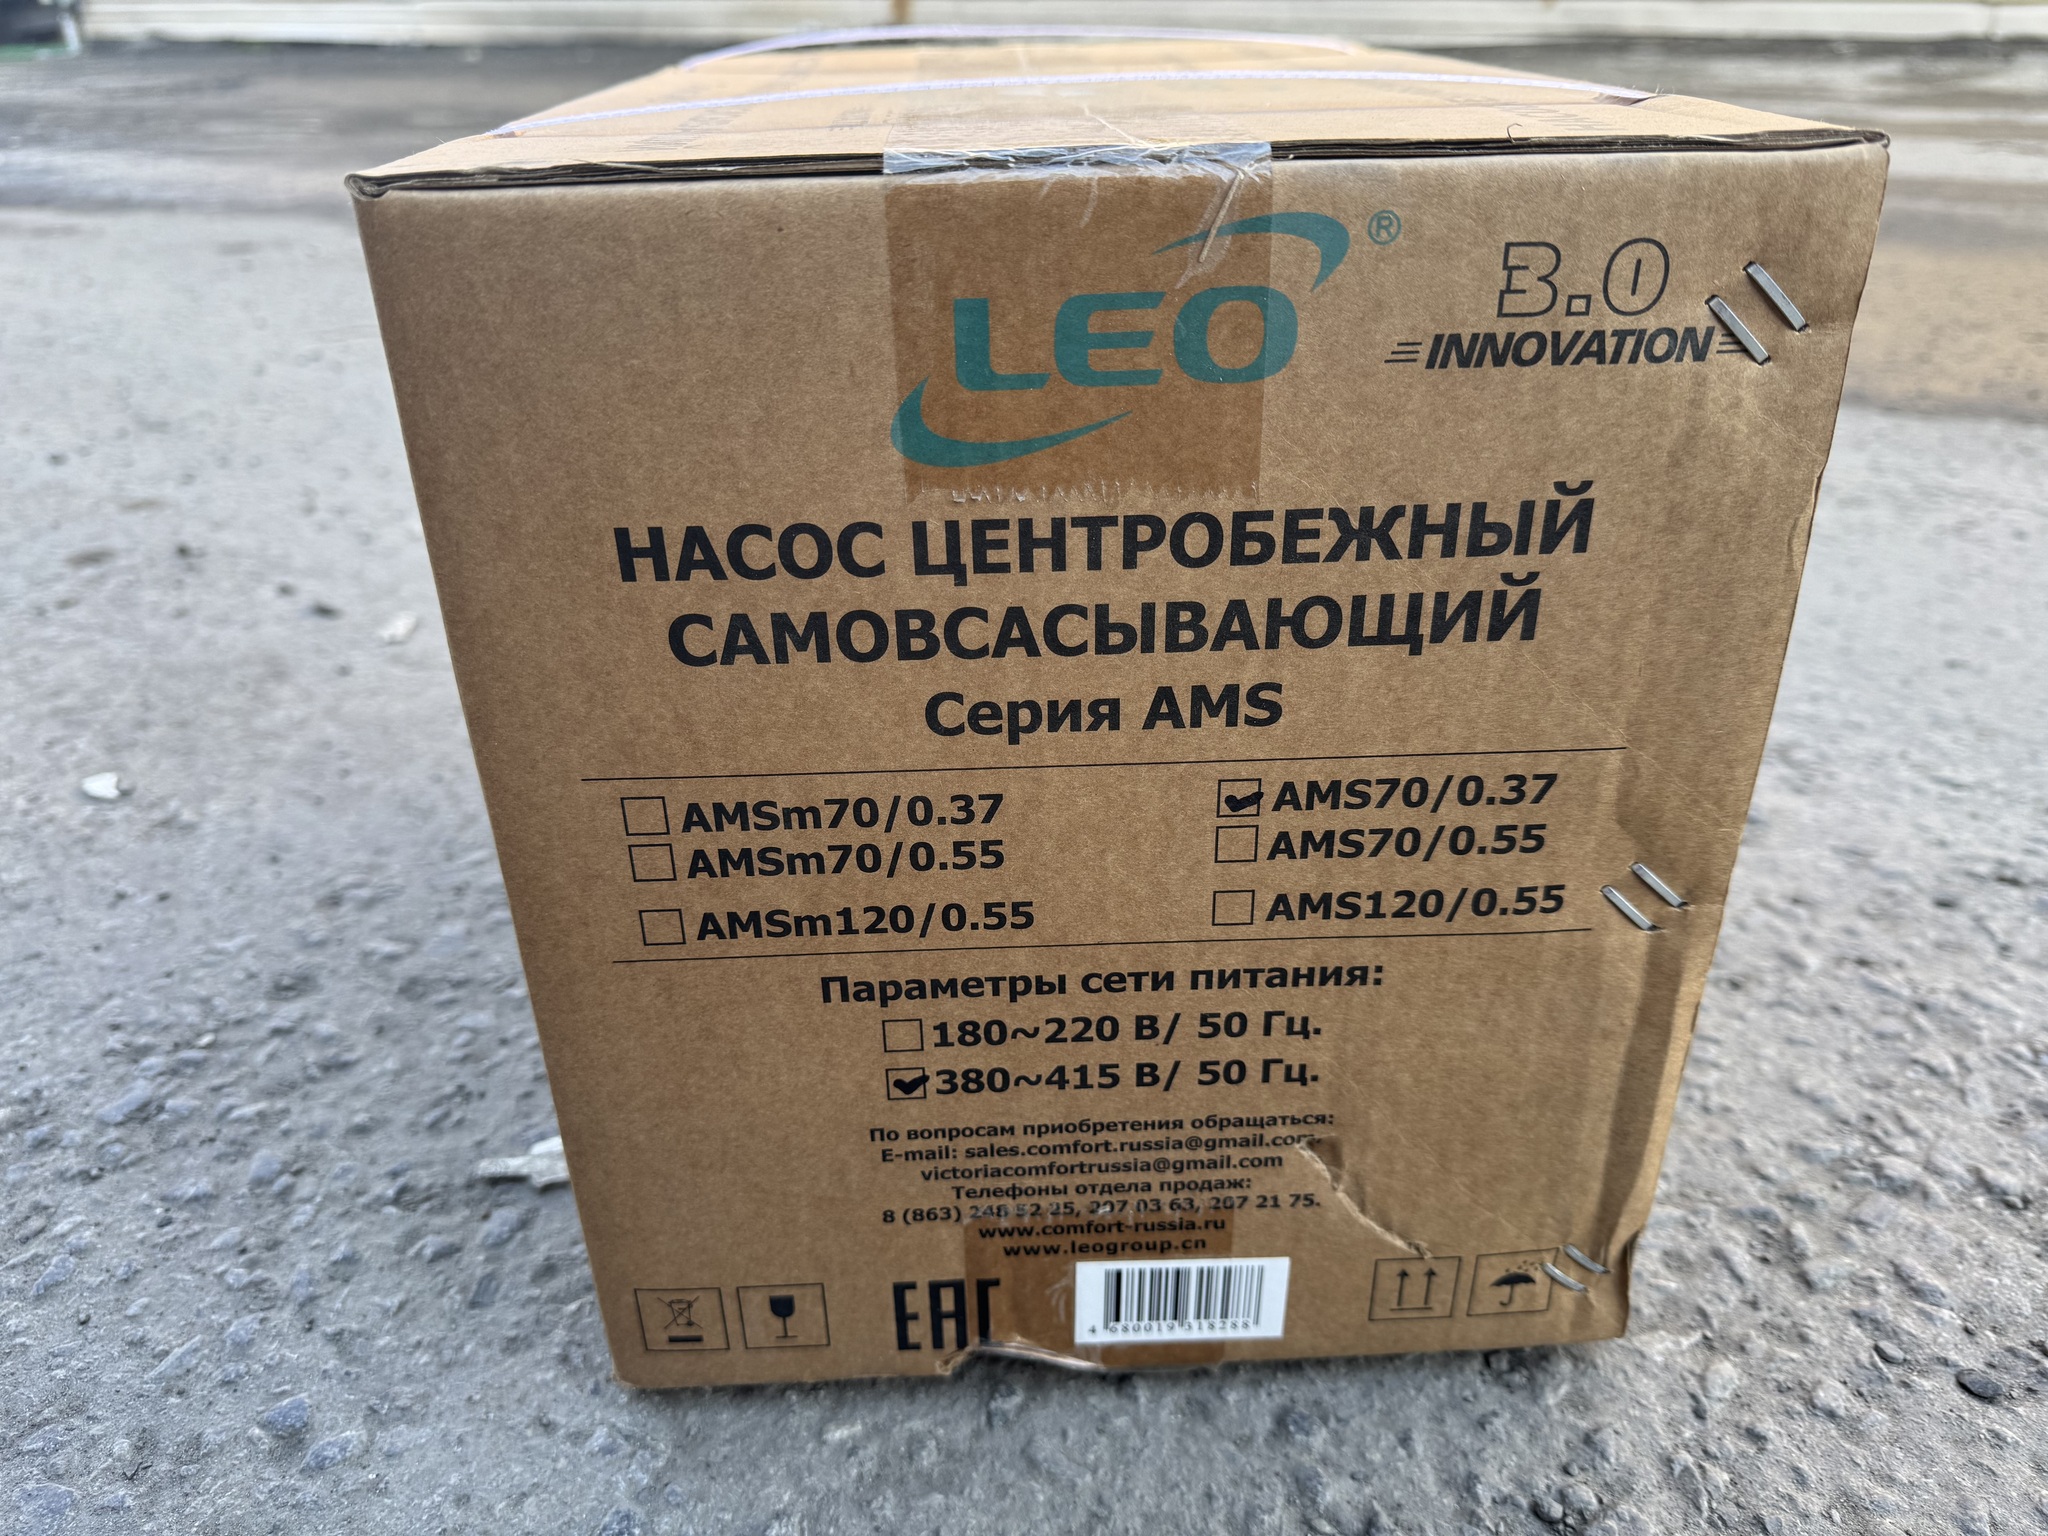 LEO ®
3.0
INNOVATION
НАСОС ЦЕНТРОБЕЖНЫЙ
САМОВСАСЫВАЮЩИЙ
Серия AMS
AMSm70/0.37 AMS70/0.37
AMSm70/0.55 AMS70/0.55
AMSm120/0.55 AMS120/0.55
Параметры сети питания:
180~220 В/ 50 Гц.
380~415 В/ 50 Гц.
По вопросам приобретения обращаться:
E-mail: sales.comfort.russia@gmail.com,
victoriacomfortrussia@gmail.com
Телефоны отдела продаж:
8 (863) 248 52 25, 207 03 63, 267 21 75.
www.comfort-russia.ru
www.leogroup.cn
EAC
4 680019 318288